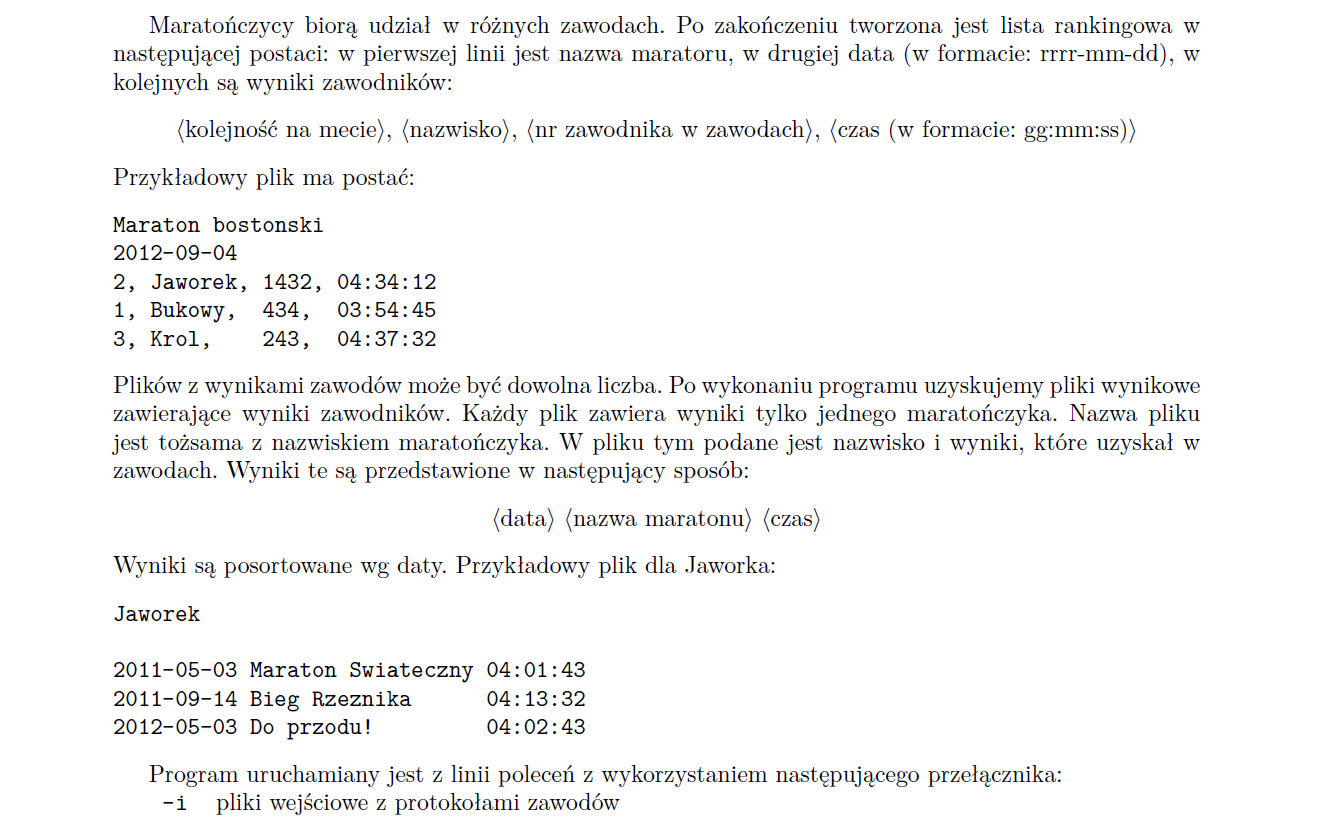 Maratończycy biorą udział w różnych zawodach. Po zakończeniu tworzona jest lista rankingowa w
następującej postaci: w pierwszej linii jest nazwa maratoru, w drugiej data (w formacie: rrrr-mm-dd), w
kolejnych są wyniki zawodników:
⟨kolejność na mecie⟩, ⟨nazwisko⟩, ⟨nr zawodnika w zawodach⟩, ⟨czas (w formacie: gg:mm:ss)⟩
Przykładowy plik ma postać:
Maraton bostonski
2012-09-04
2, Jaworek, 1432, 04:34:12
1, Bukowy,  434,  03:54:45
3, Krol,    243,  04:37:32
Plików z wynikami zawodów może być dowolna liczba. Po wykonaniu programu uzyskujemy pliki wynikowe
zawierające wyniki zawodników. Każdy plik zawiera wyniki tylko jednego maratończyka. Nazwa pliku
jest tożsama z nazwiskiem maratończyka. W pliku tym podane jest nazwisko i wyniki, które uzyskał w
zawodach. Wyniki te są przedstawione w następujący sposób:
⟨data⟩ ⟨nazwa maratonu⟩ ⟨czas⟩
Wyniki są posortowane wg daty. Przykładowy plik dla Jaworka:
Jaworek
2011-05-03 Maraton Swiateczny 04:01:43
2011-09-14 Bieg Rzeznika      04:13:32
2012-05-03 Do przodu!         04:02:43
Program uruchamiany jest z linii poleceń z wykorzystaniem następującego przełącznika:
-i   pliki wejściowe z protokołami zawodów